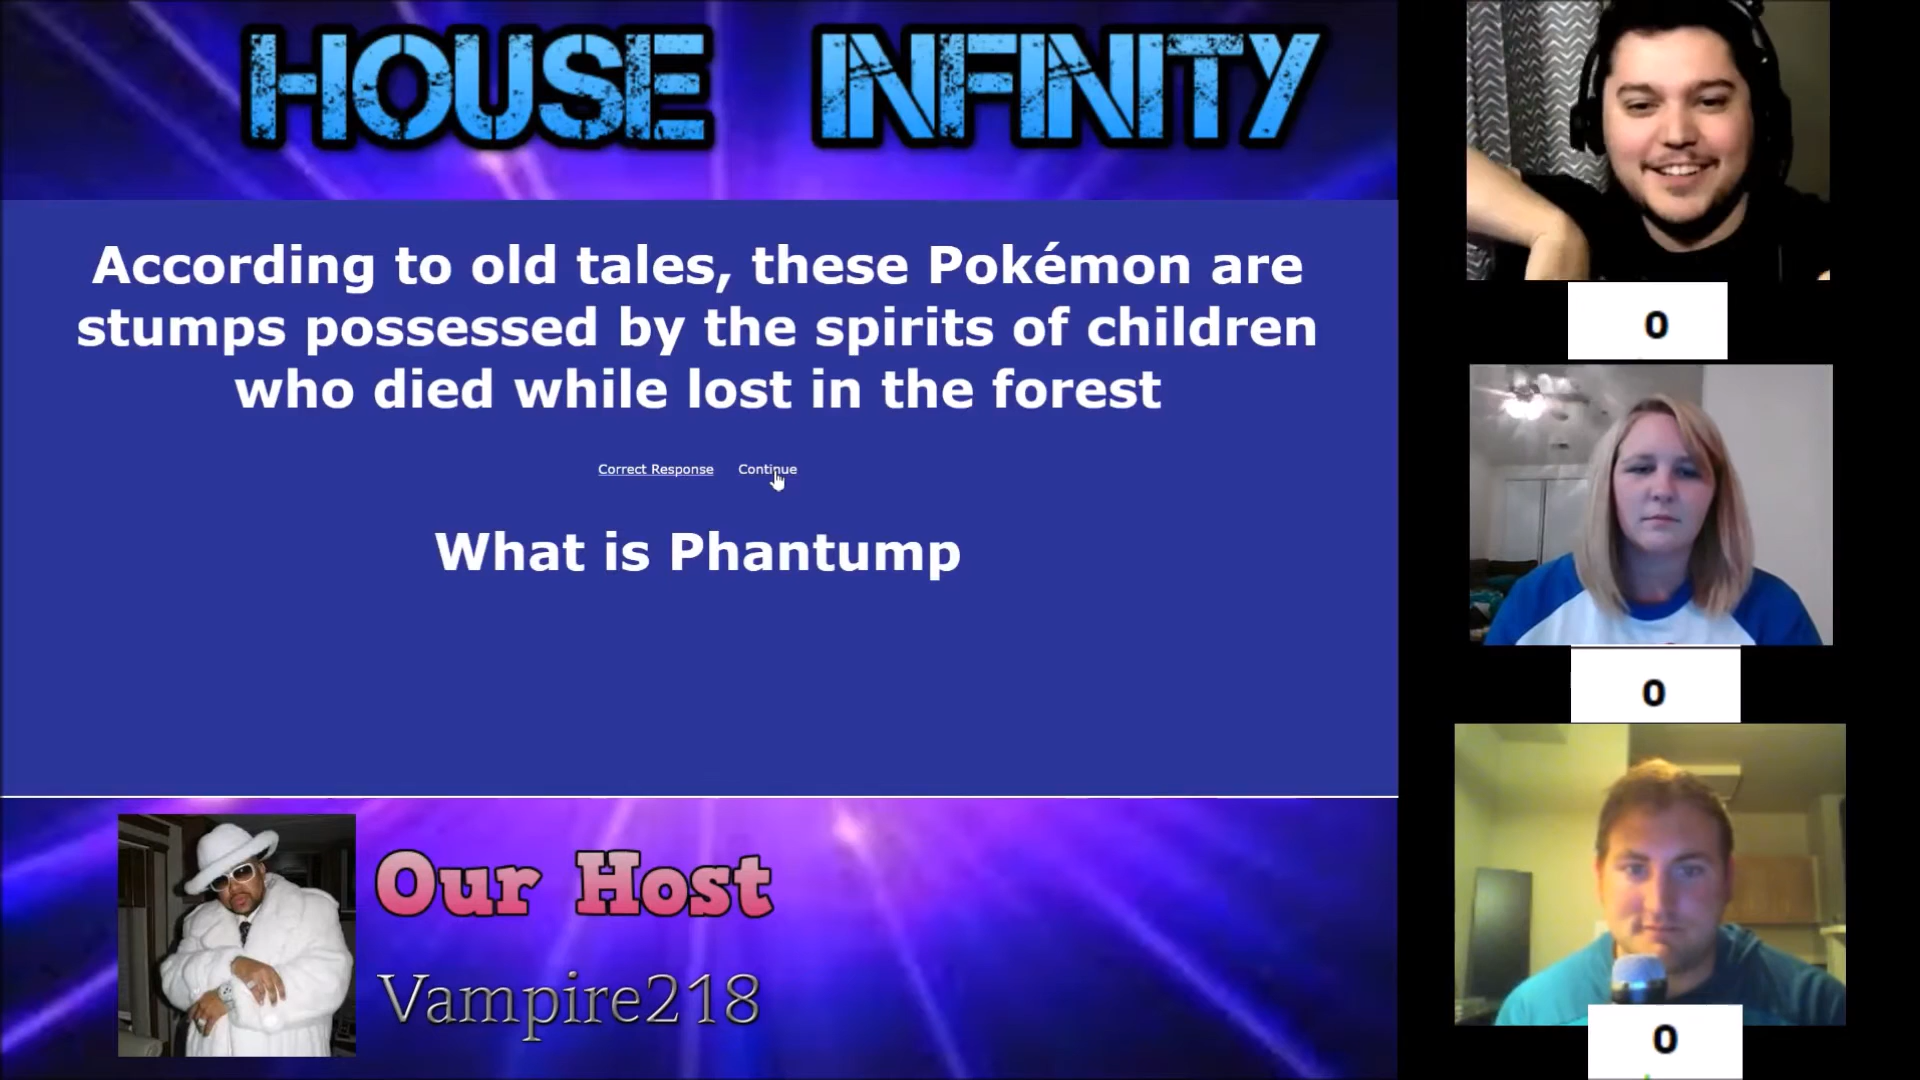 HOUSE INFINITY
According to old tales, these Pokémon are
stumps possessed by the spirits of children
who died while lost in the forest
Correct Response Continue
What is Phantump
0
0
0
Our Host
Vampire218